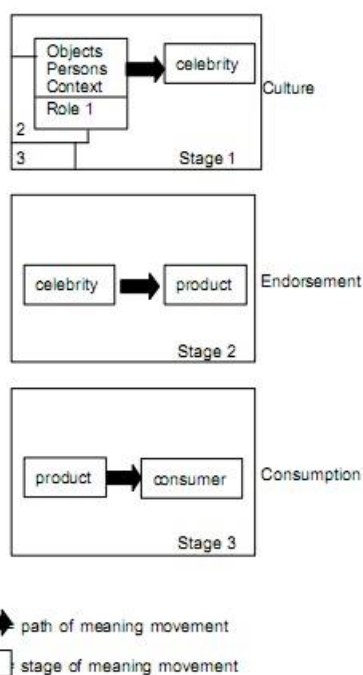 Objects
Persons
Context
Role 1
2
3
celebrity
Stage 1
Culture
celebrity
product
Stage 2
Endorsement
product
consumer
Stage 3
Consumption
path of meaning movement
stage of meaning movement